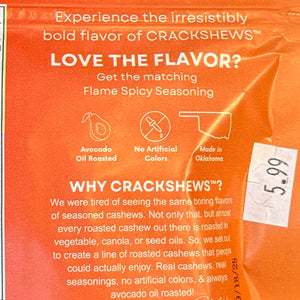 Experience the irresistibly
bold flavor of CRACKSHEWS™
LOVE THE FLAVOR?
Get the matching
Flame Spicy Seasoning
Avocado
Oil Roasted
No Artificial
Colors
Made in
Oklahoma
5.99
WHY CRACKSHEWS™?
We were tired of seeing the same boring flavors
of seasoned cashews. Not only that, but almost
every roasted cashew out there is roasted in
vegetable, canola, or seed oils. So, we set out
to create a line of roasted cashews that people
could actually enjoy. Real cashews, real
seasonings, no artificial colors, & always
avocado oil roasted!